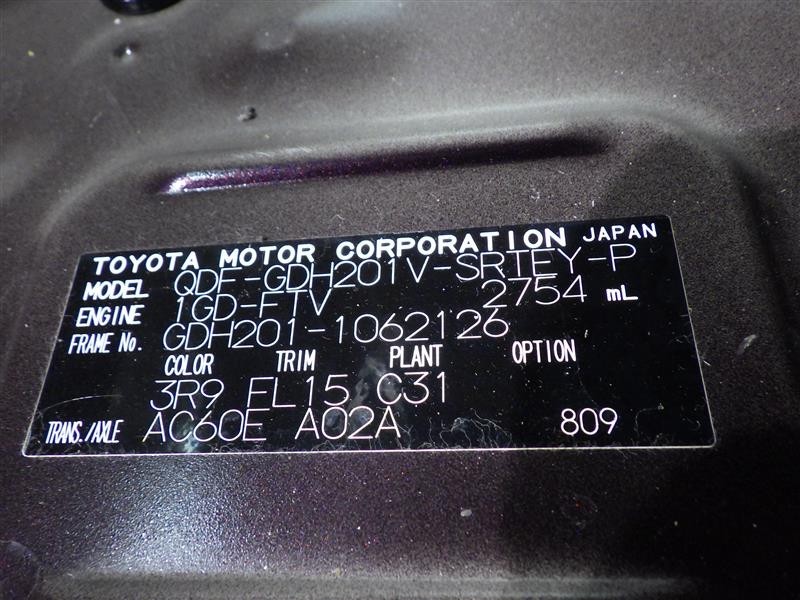 TOYOTA MOTOR CORPORATION JAPAN
MODEL QDF-GDH201V-SRTEY-P
ENGINE 1GD-FTV 2754 mL
FRAME No. GDH201-1062126
COLOR TRIM PLANT OPTION
3R9 FL15 C31
TRANS./AXLE AC60E A02A 809